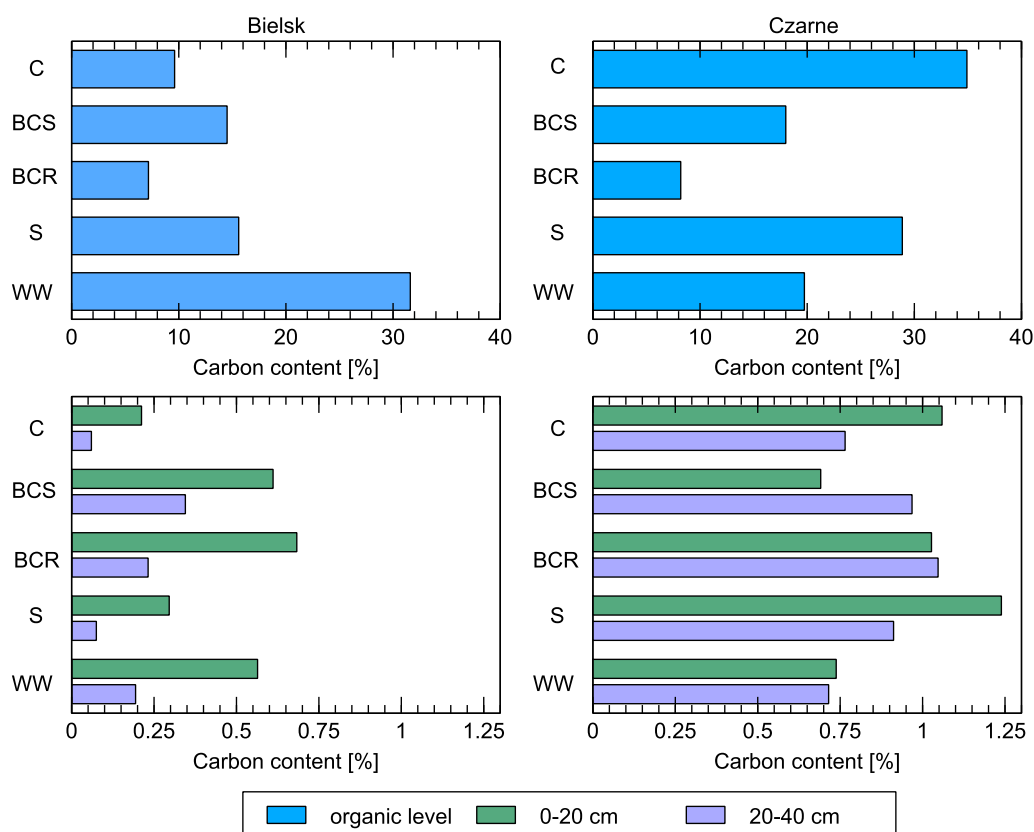 Bielsk
C
BCS
BCR
S
WW
0 10 20 30 40
Carbon content [%]
Czarne
C
BCS
BCR
S
WW
0 10 20 30 40
Carbon content [%]
C
BCS
BCR
S
WW
0 0.25 0.5 0.75 1 1.25
Carbon content [%]
C
BCS
BCR
S
WW
0 0.25 0.5 0.75 1 1.25
Carbon content [%]
organic level 0-20 cm 20-40 cm